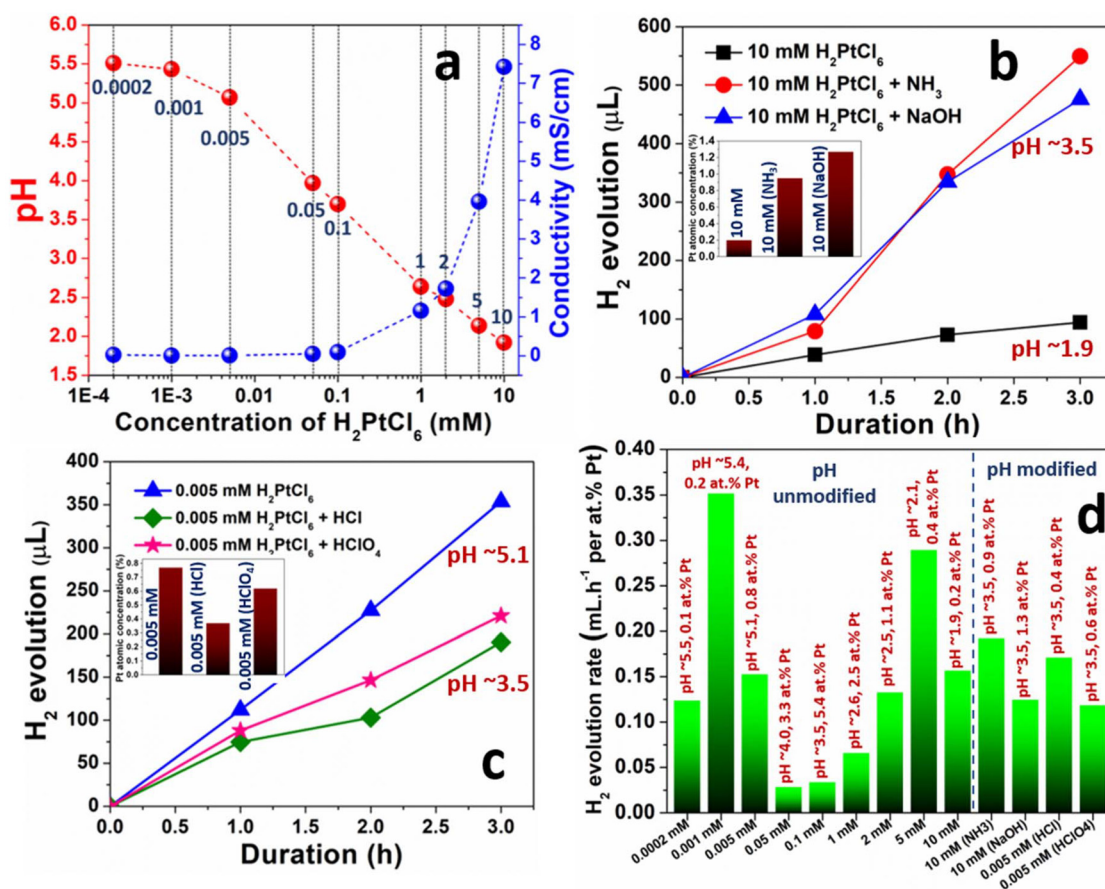 a
6.0
5.5
5.0
4.5
4.0
3.5
3.0
2.5
2.0
1.5
pH
0.0002
0.001
0.005
0.05
0.1
1
2
5
10
8
7
6
5
4
3
2
1
0
Conductivity (mS/cm)
1E-4
1E-3
0.01
0.1
1
10
Concentration of H₂PtCl₆ (mM)
b
600
500
400
300
200
100
0
H₂ evolution (μL)
10 mM H₂PtCl₆
10 mM H₂PtCl₆ + NH₃
10 mM H₂PtCl₆ + NaOH
pH ~3.5
pH ~1.9
Pt atomic concentration (%)
1.4
1.2
1.0
0.8
0.6
0.4
0.2
0.0
10 mM
10 mM (NH₃)
10 mM (NaOH)
0.0
0.5
1.0
1.5
2.0
2.5
3.0
Duration (h)
c
400
350
300
250
200
150
100
50
0
H₂ evolution (μL)
0.005 mM H₂PtCl₆
0.005 mM H₂PtCl₆ + HCl
0.005 mM H₂PtCl₆ + HClO₄
pH ~5.1
pH ~3.5
Pt atomic concentration (%)
0.8
0.7
0.6
0.5
0.4
0.3
0.2
0.1
0.0
0.005 mM
0.005 mM (HCl)
0.005 mM (HClO₄)
0.0
0.5
1.0
1.5
2.0
2.5
3.0
Duration (h)
d
0.40
0.35
0.30
0.25
0.20
0.15
0.10
0.05
0.00
H₂ evolution rate (mL.h⁻¹ per at.% Pt)
pH unmodified
pH modified
pH ~5.5, 0.1 at.% Pt
pH ~5.4,
0.2 at.% Pt
pH ~5.1, 0.8 at.% Pt
pH ~4.0, 3.3 at.% Pt
pH ~3.5, 5.4 at.% Pt
pH ~2.6, 2.5 at.% Pt
pH ~2.5, 1.1 at.% Pt
pH ~2.1,
0.4 at.% Pt
pH ~1.9, 0.2 at.% Pt
pH ~3.5, 0.9 at.% Pt
pH ~3.5, 1.3 at.% Pt
pH ~3.5, 0.4 at.% Pt
pH ~3.5, 0.6 at.% Pt
0.0002 mM
0.001 mM
0.005 mM
0.05 mM
0.1 mM
1 mM
2 mM
5 mM
10 mM
10 mM (NH3)
10 mM (NaOH)
0.005 mM (HCl)
0.005 mM (HClO4)